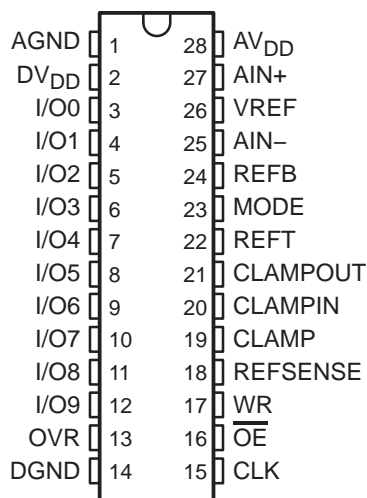 AGND 1 28 AVDD
DVDD 2 27 AIN+
I/O0 3 26 VREF
I/O1 4 25 AIN−
I/O2 5 24 REFB
I/O3 6 23 MODE
I/O4 7 22 REFT
I/O5 8 21 CLAMPOUT
I/O6 9 20 CLAMPIN
I/O7 10 19 CLAMP
I/O8 11 18 REFSENSE
I/O9 12 17 WR
OVR 13 16 O̅E̅
DGND 14 15 CLK